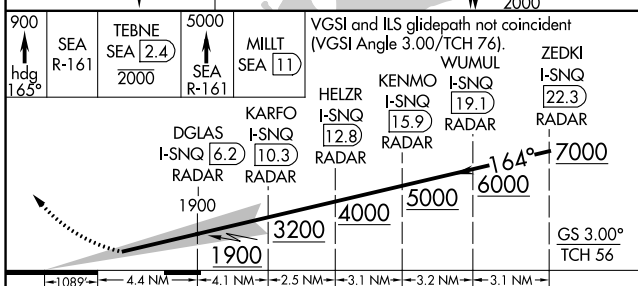 2000
900
hdg
165°
SEA
R-161
TEBNE
SEA 2.4
2000
5000
SEA
R-161
MILLT
SEA 11
VGSI and ILS glidepath not coincident
(VGSI Angle 3.00/TCH 76).
DGLAS
I-SNQ 6.2
RADAR
1900
KARFO
I-SNQ
10.3
RADAR
HELZR
I-SNQ
12.8
RADAR
KENMO
I-SNQ
15.9
RADAR
WUMUL
I-SNQ
19.1
RADAR
ZEDKI
I-SNQ
22.3
RADAR
164°
7000
6000
5000
4000
3200
1900
GS 3.00°
TCH 56
1089'
4.4 NM
4.1 NM
2.5 NM
3.1 NM
3.2 NM
3.1 NM